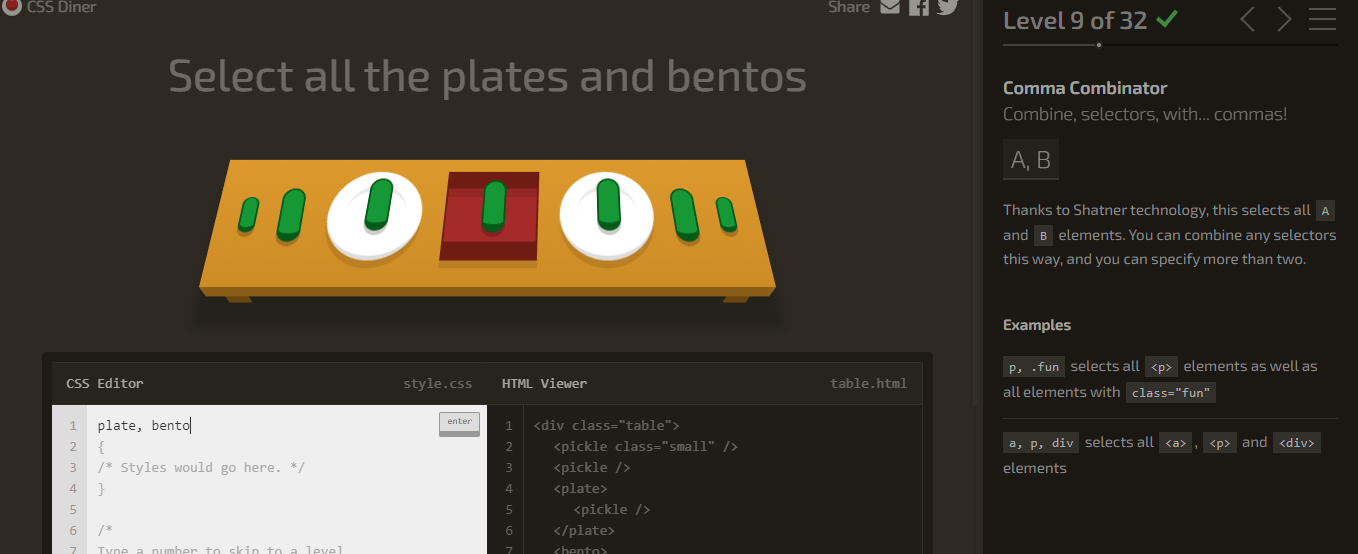 CSS Diner
Share
Select all the plates and bentos
CSS Editor
style.css
1 plate, bento
enter
2 {
3 /* Styles would go here. */
4 }
5
6 /*
7 Type a number to skip to a level.
HTML Viewer
table.html
1 <div class="table">
2 <pickle class="small" />
3 <pickle />
4 <plate>
5 <pickle />
6 </plate>
7 <bento>
Level 9 of 32
Comma Combinator
Combine, selectors, with... commas!
A, B
Thanks to Shatner technology, this selects all A
and B elements. You can combine any selectors
this way, and you can specify more than two.
Examples
p, .fun selects all <p> elements as well as
all elements with class="fun"
a, p, div selects all <a> , <p> and <div>
elements